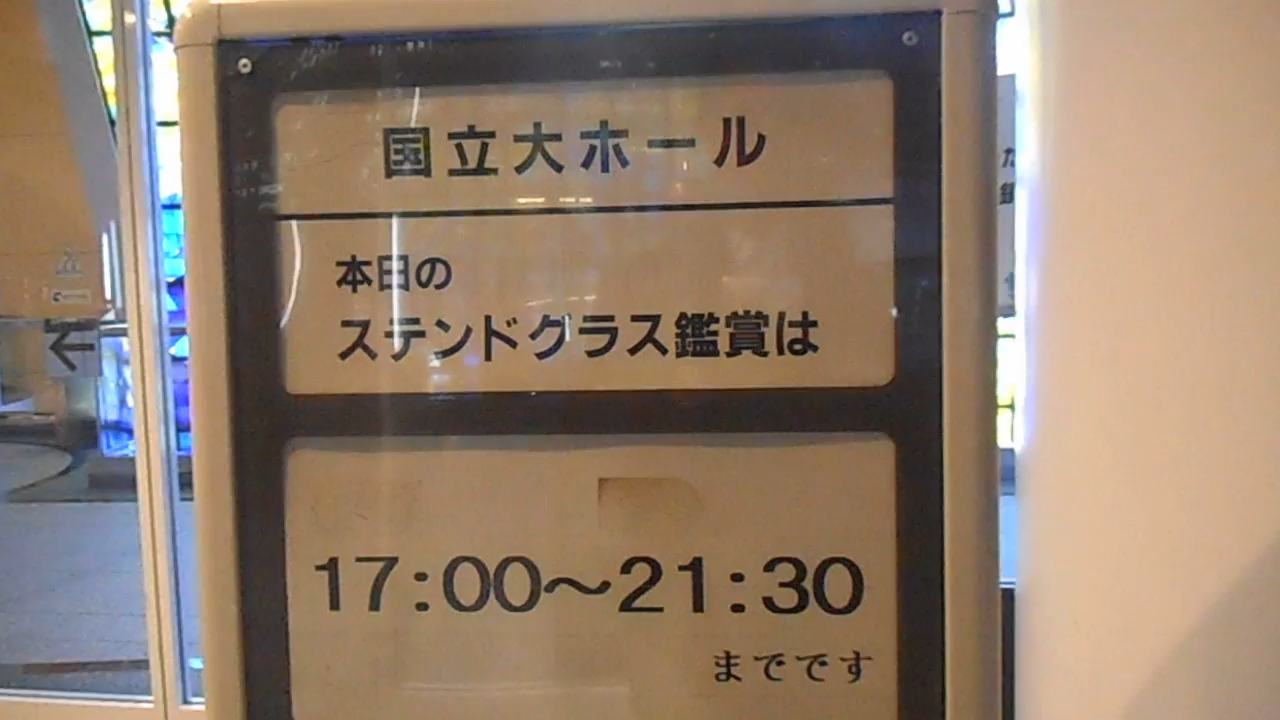 国立大ホール
本日の
ステンドグラス鑑賞は
17:00～21:30
までです